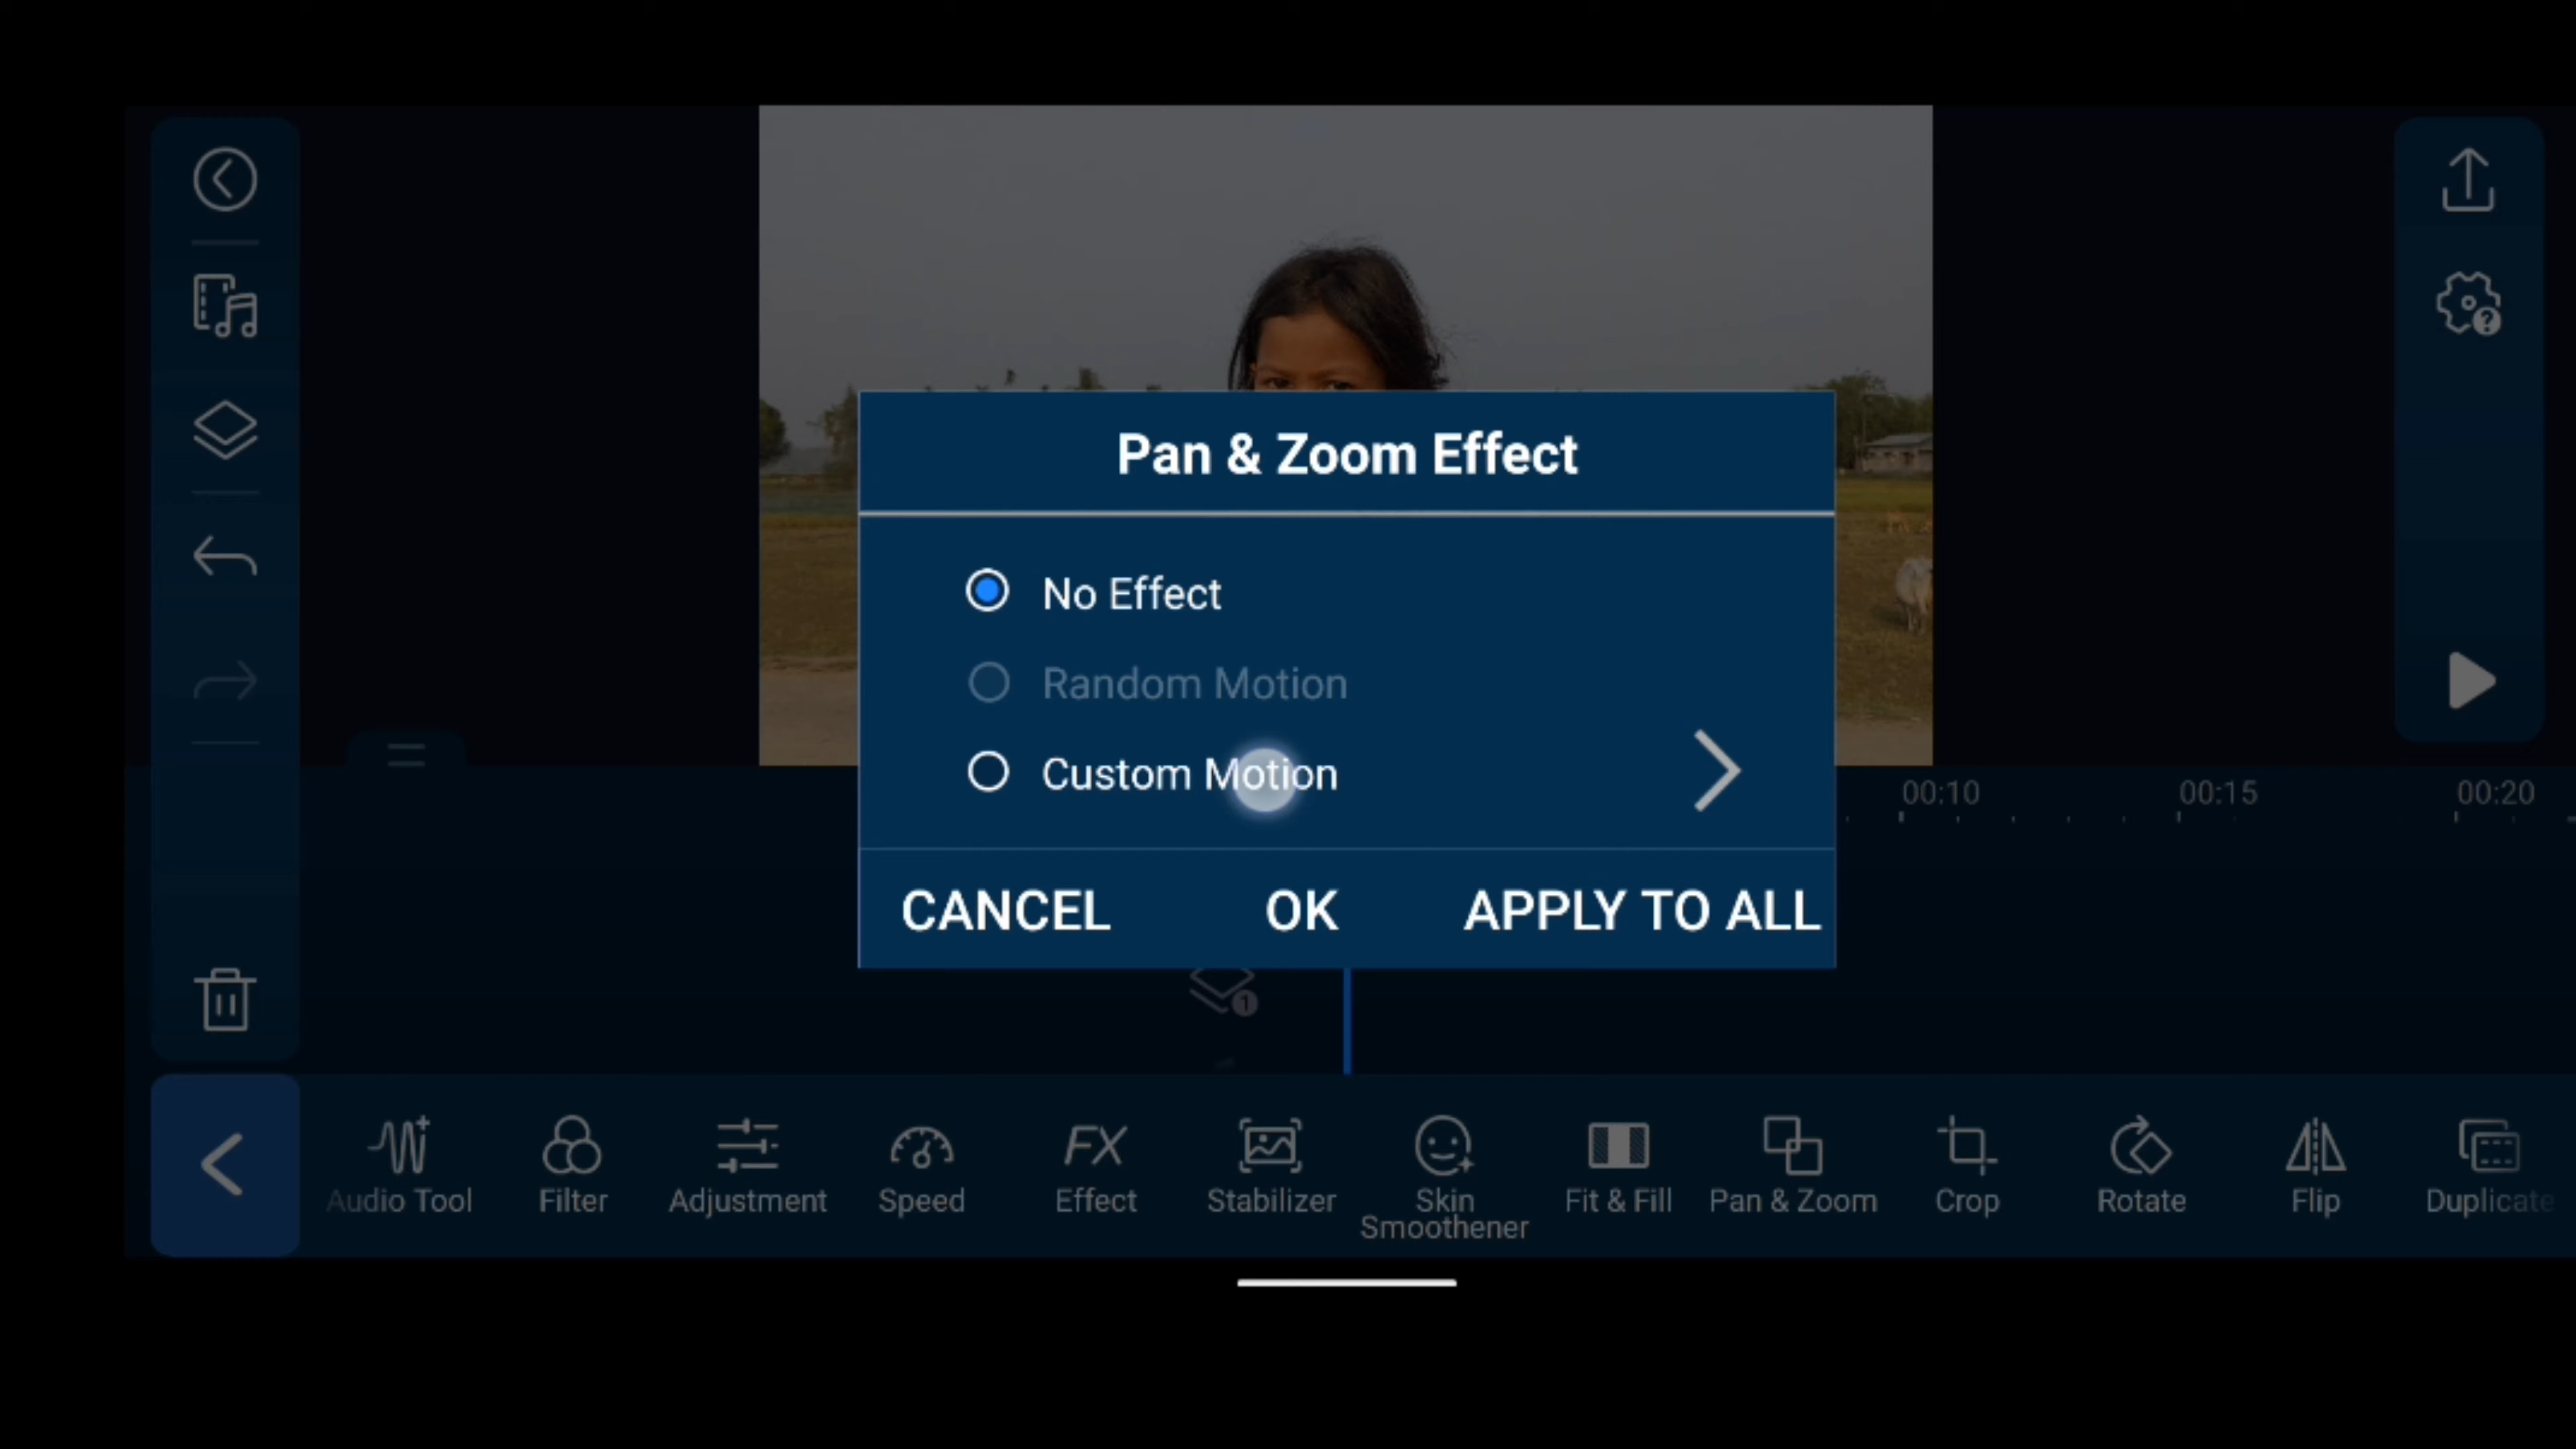 Pan & Zoom Effect
No Effect
Random Motion
Custom Motion
CANCEL OK APPLY TO ALL
00:10 00:15 00:20
1
Audio Tool Filter Adjustment Speed FX Effect Stabilizer Skin Smoothener Fit & Fill Pan & Zoom Crop Rotate Flip Duplicate